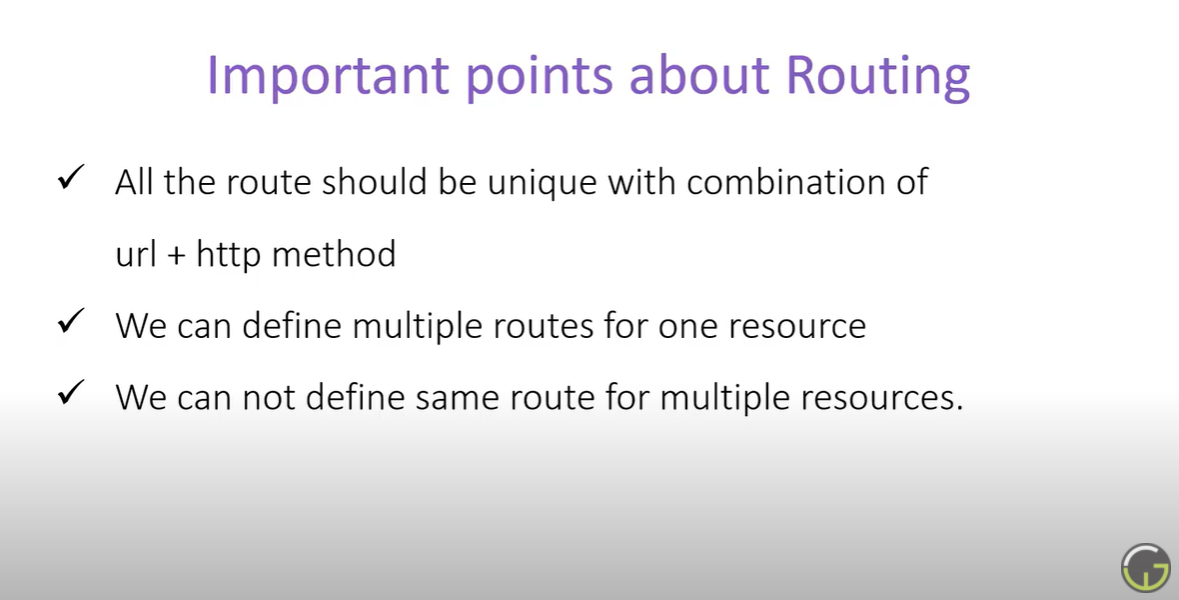 Important points about Routing
✓ All the route should be unique with combination of
url + http method
✓ We can define multiple routes for one resource
✓ We can not define same route for multiple resources.